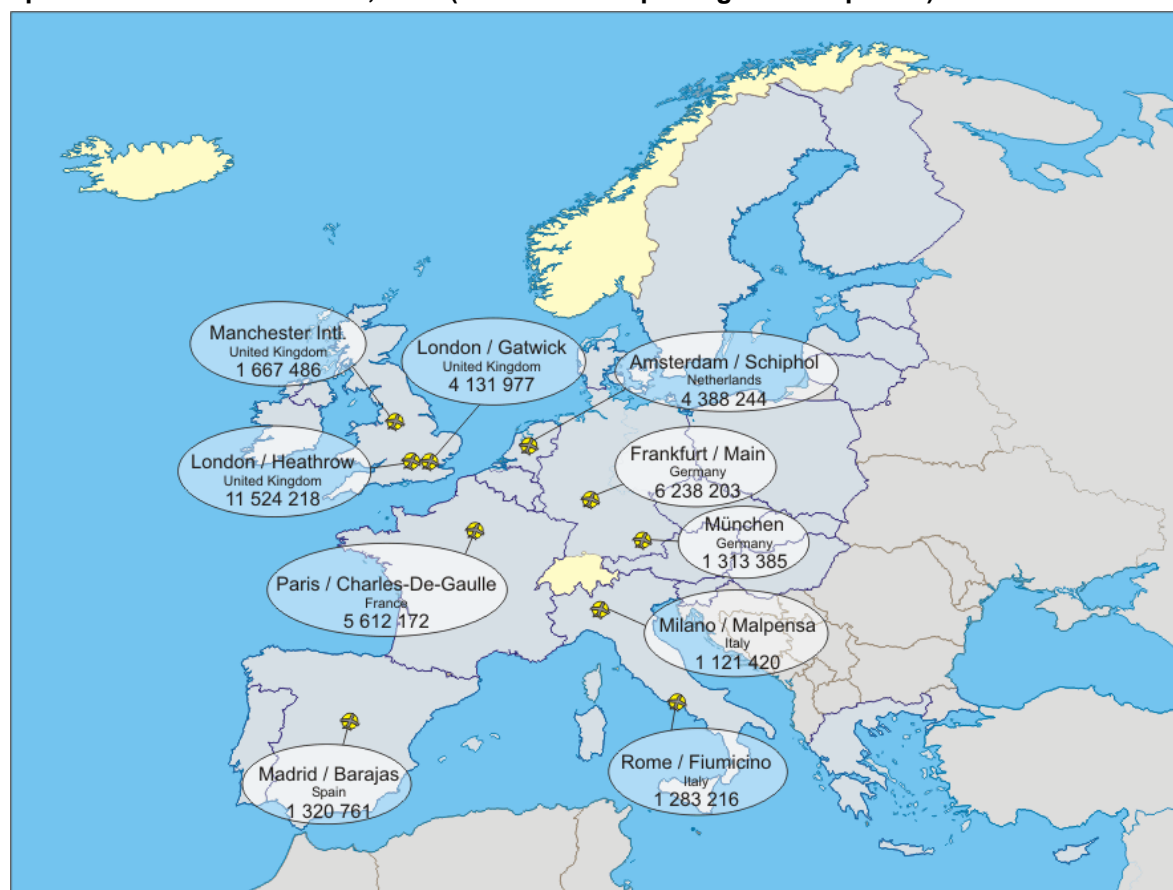 Manchester Intl.
United Kingdom
1 667 486
London / Gatwick
United Kingdom
4 131 977
Amsterdam / Schiphol
Netherlands
4 388 244
London / Heathrow
United Kingdom
11 524 218
Frankfurt / Main
Germany
6 238 203
München
Germany
1 313 385
Paris / Charles-De-Gaulle
France
5 612 172
Milano / Malpensa
Italy
1 121 420
Madrid / Barajas
Spain
1 320 761
Rome / Fiumicino
Italy
1 283 216